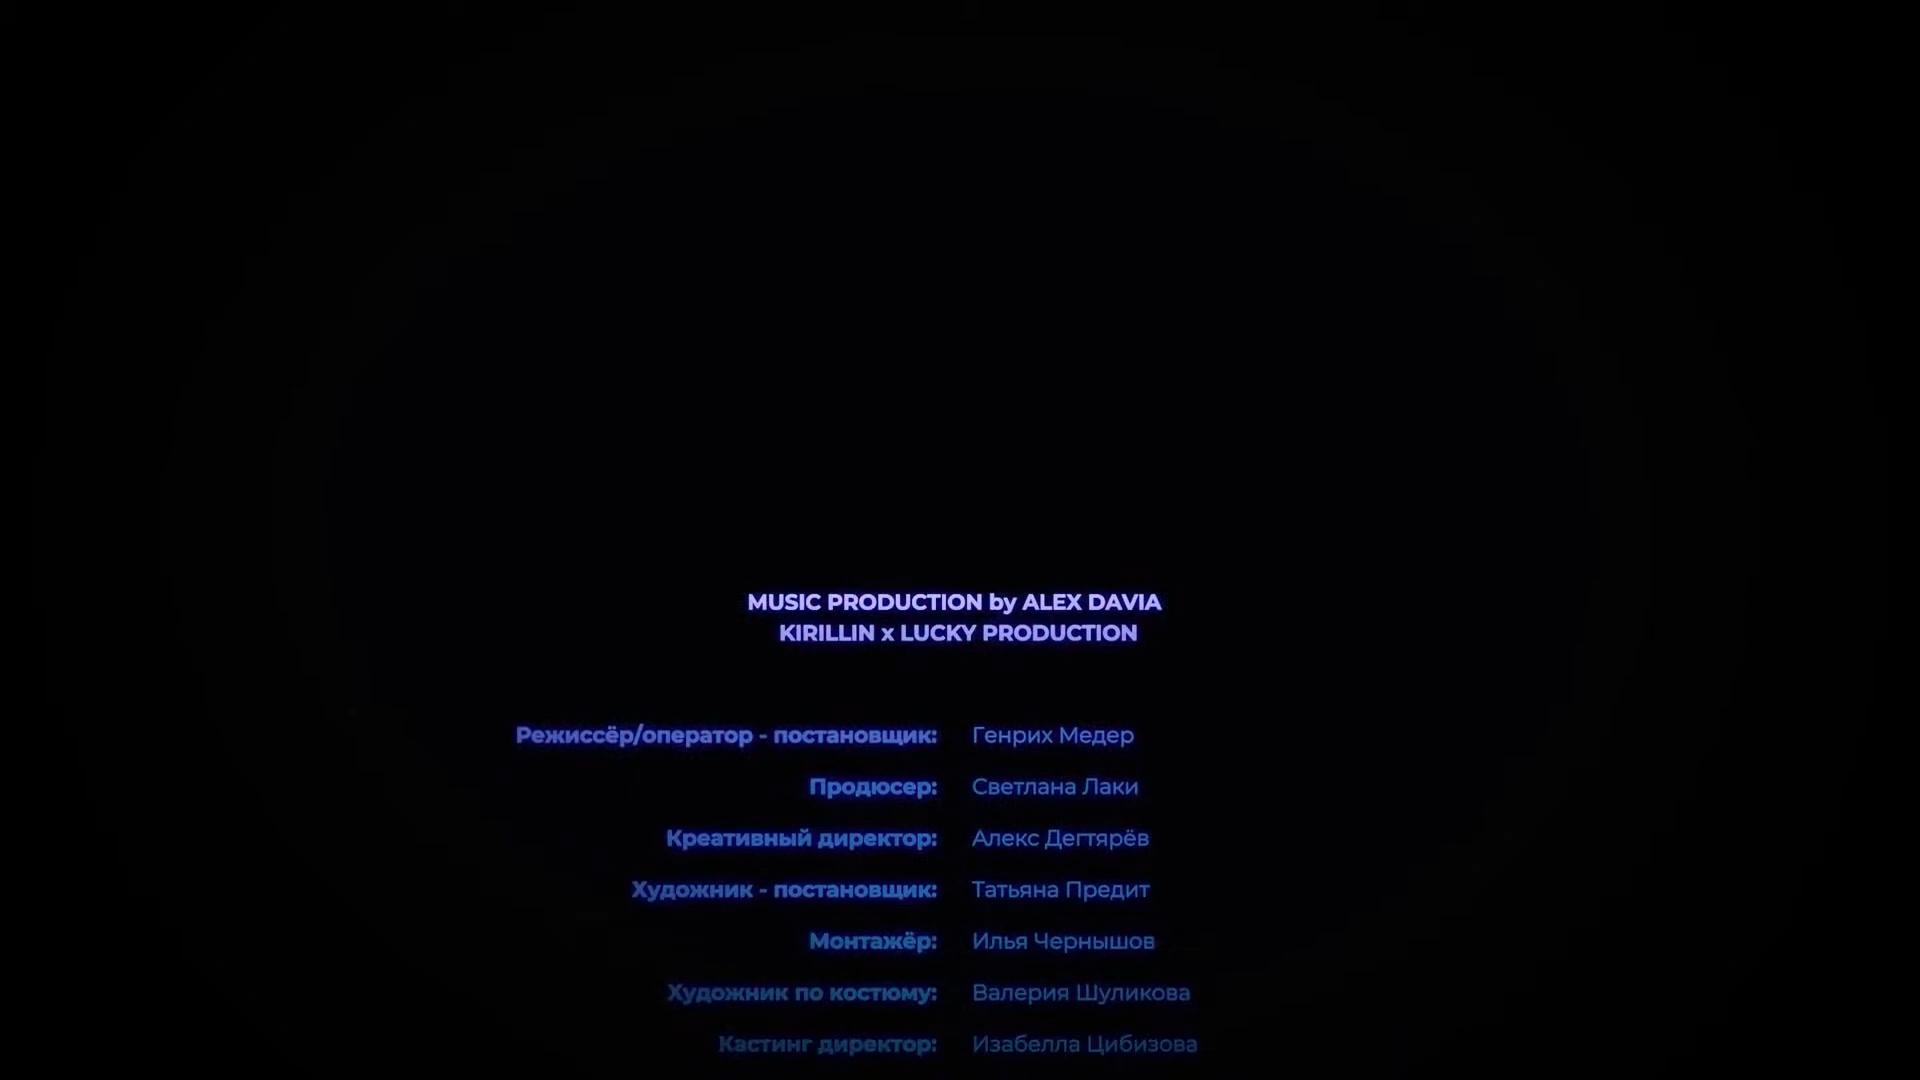 MUSIC PRODUCTION by ALEX DAVIA
KIRILLIN x LUCKY PRODUCTION
Режиссёр/оператор - постановщик: Генрих Медер
Продюсер: Светлана Лаки
Креативный директор: Алекс Дегтярёв
Художник - постановщик: Татьяна Предит
Монтажёр: Илья Чернышов
Художник по костюму: Валерия Шуликова
Кастинг директор: Изабелла Цибизова